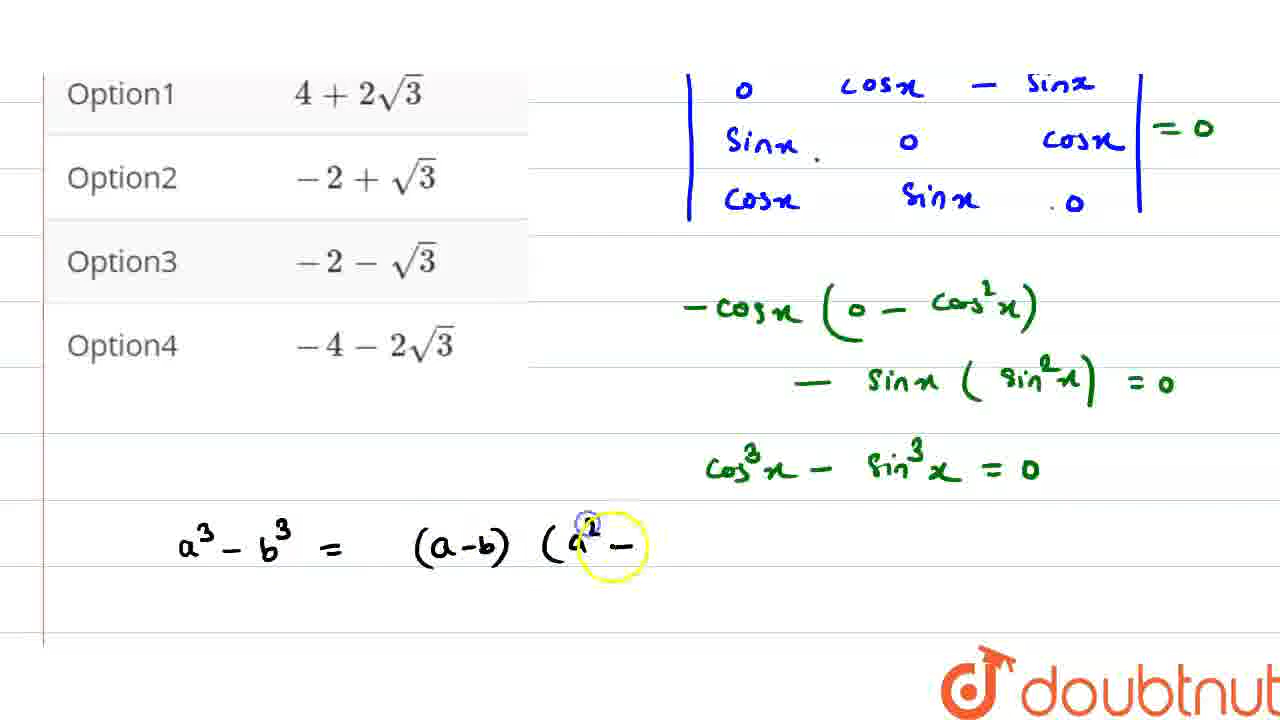 Option1 4 + 2√3
Option2 −2 + √3
Option3 −2 − √3
Option4 −4 − 2√3
| 0 cosx − sinx |
| sinx . 0 cosx | = 0
| cosx sinx . 0 |
− cosx (0 − cos²x)
− sinx ( sin²x) = 0
cos³x − sin³x = 0
a³ − b³ = (a−b) (a² −
doubtnut